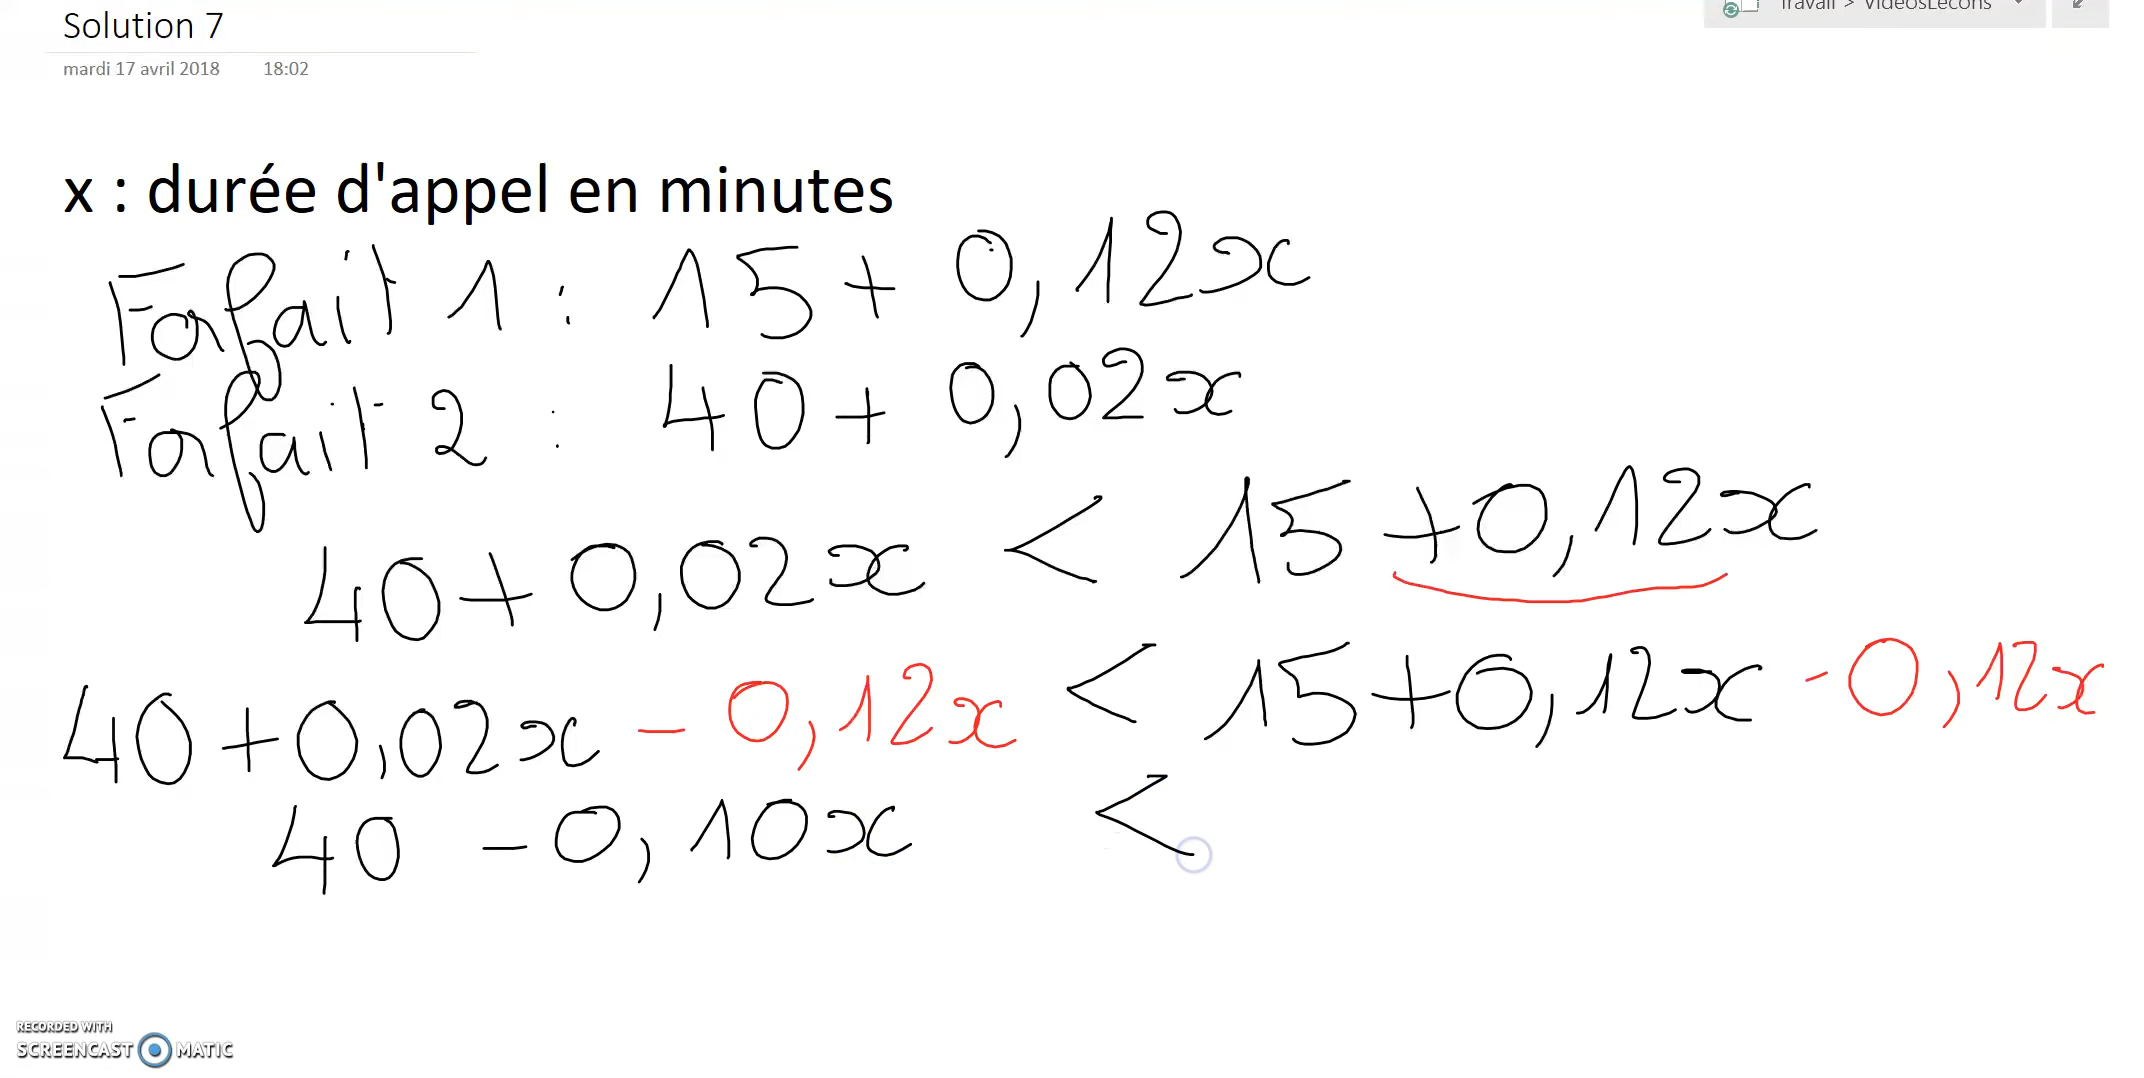 Solution 7
Travail > VidéosLecons
mardi 17 avril 2018 18:02
x : durée d'appel en minutes
Forfait 1 : 15 + 0,12x
Forfait 2 : 40 + 0,02x
40 + 0,02x < 15 + 0,12x
40 + 0,02x - 0,12x < 15 + 0,12x - 0,12x
40 - 0,10x <
RECORDED WITH
SCREENCAST MATIC